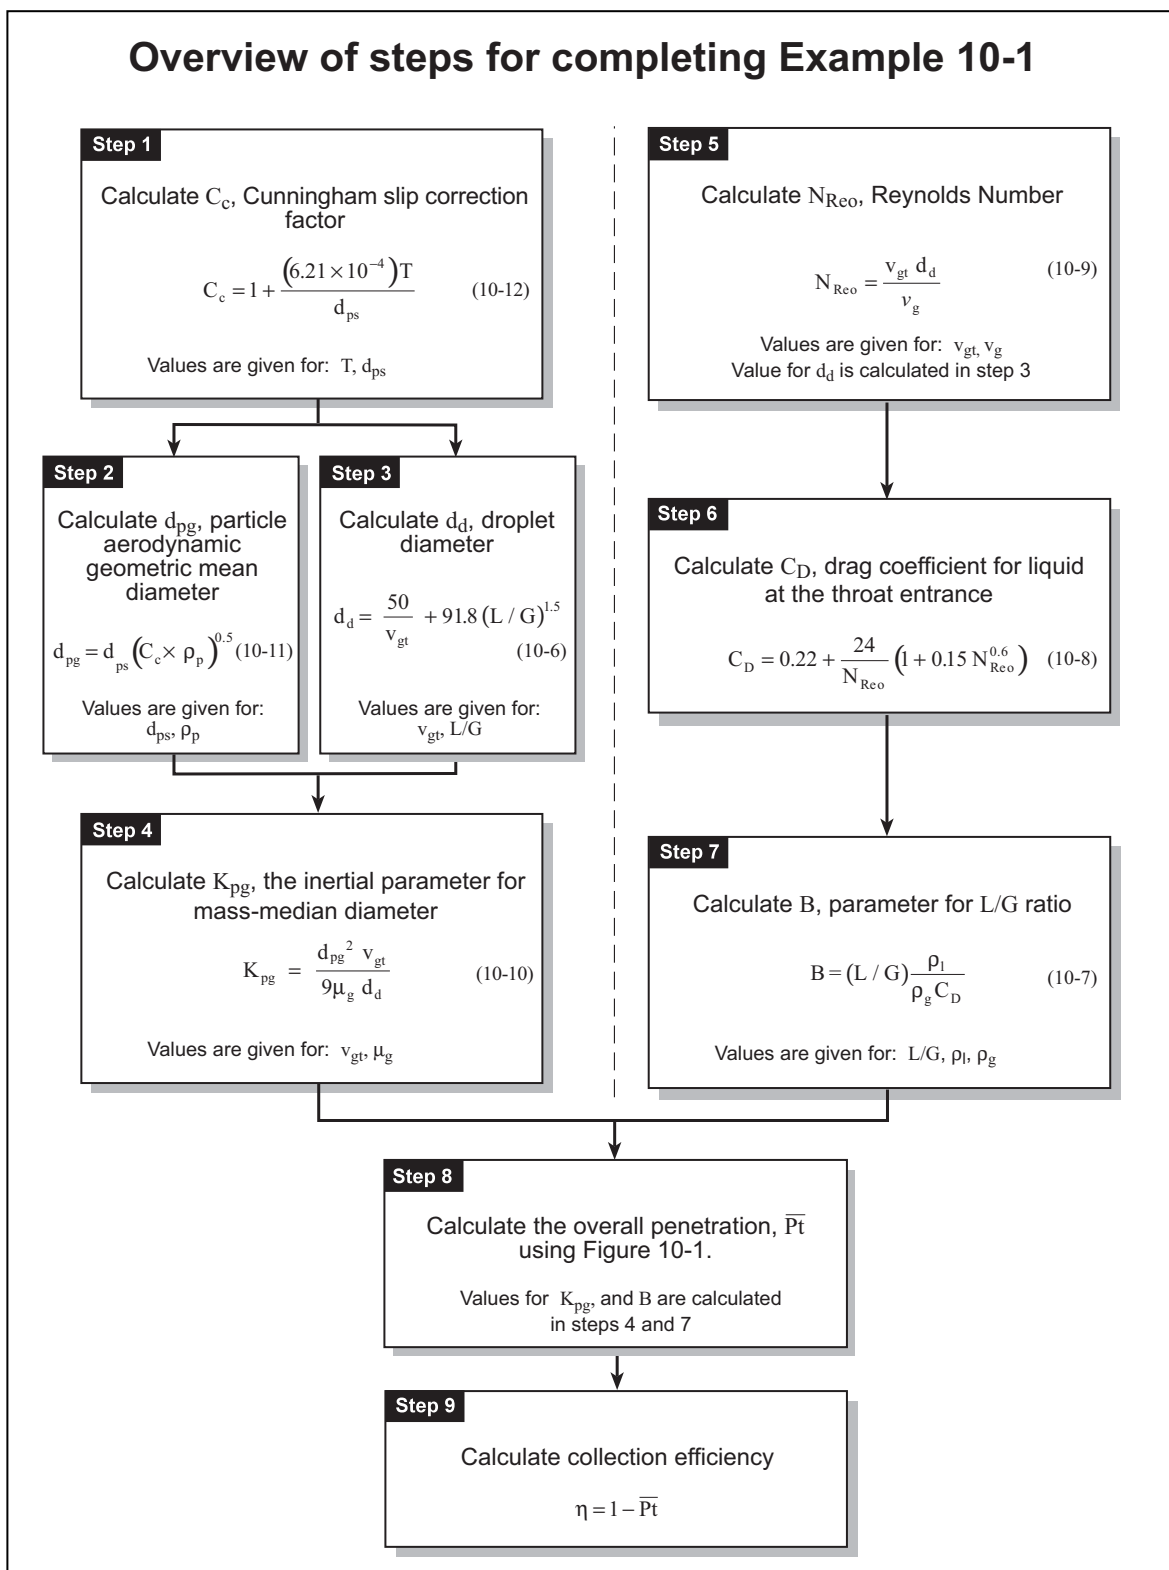 Overview of steps for completing Example 10-1
Step 1
Calculate C_c, Cunningham slip correction
factor
C_c = 1 + ((6.21 × 10^−4) T) / d_ps (10-12)
Values are given for: T, d_ps
Step 2
Calculate d_pg, particle
aerodynamic
geometric mean
diameter
d_pg = d_ps (C_c × ρ_p)^0.5 (10-11)
Values are given for:
d_ps, ρ_p
Step 3
Calculate d_d, droplet
diameter
d_d = 50 / v_gt + 91.8 (L / G)^1.5
(10-6)
Values are given for:
v_gt, L/G
Step 4
Calculate K_pg, the inertial parameter for
mass-median diameter
K_pg = (d_pg^2 v_gt) / (9μ_g d_d) (10-10)
Values are given for: v_gt, μ_g
Step 5
Calculate N_Reo, Reynolds Number
N_Reo = (v_gt d_d) / ν_g (10-9)
Values are given for: v_gt, v_g
Value for d_d is calculated in step 3
Step 6
Calculate C_D, drag coefficient for liquid
at the throat entrance
C_D = 0.22 + 24 / N_Reo (1 + 0.15 N_Reo^0.6) (10-8)
Step 7
Calculate B, parameter for L/G ratio
B = (L / G) ρ_l / (ρ_g C_D) (10-7)
Values are given for: L/G, ρ_l, ρ_g
Step 8
Calculate the overall penetration, P̅t̅
using Figure 10-1.
Values for K_pg, and B are calculated
in steps 4 and 7
Step 9
Calculate collection efficiency
η = 1 − P̅t̅